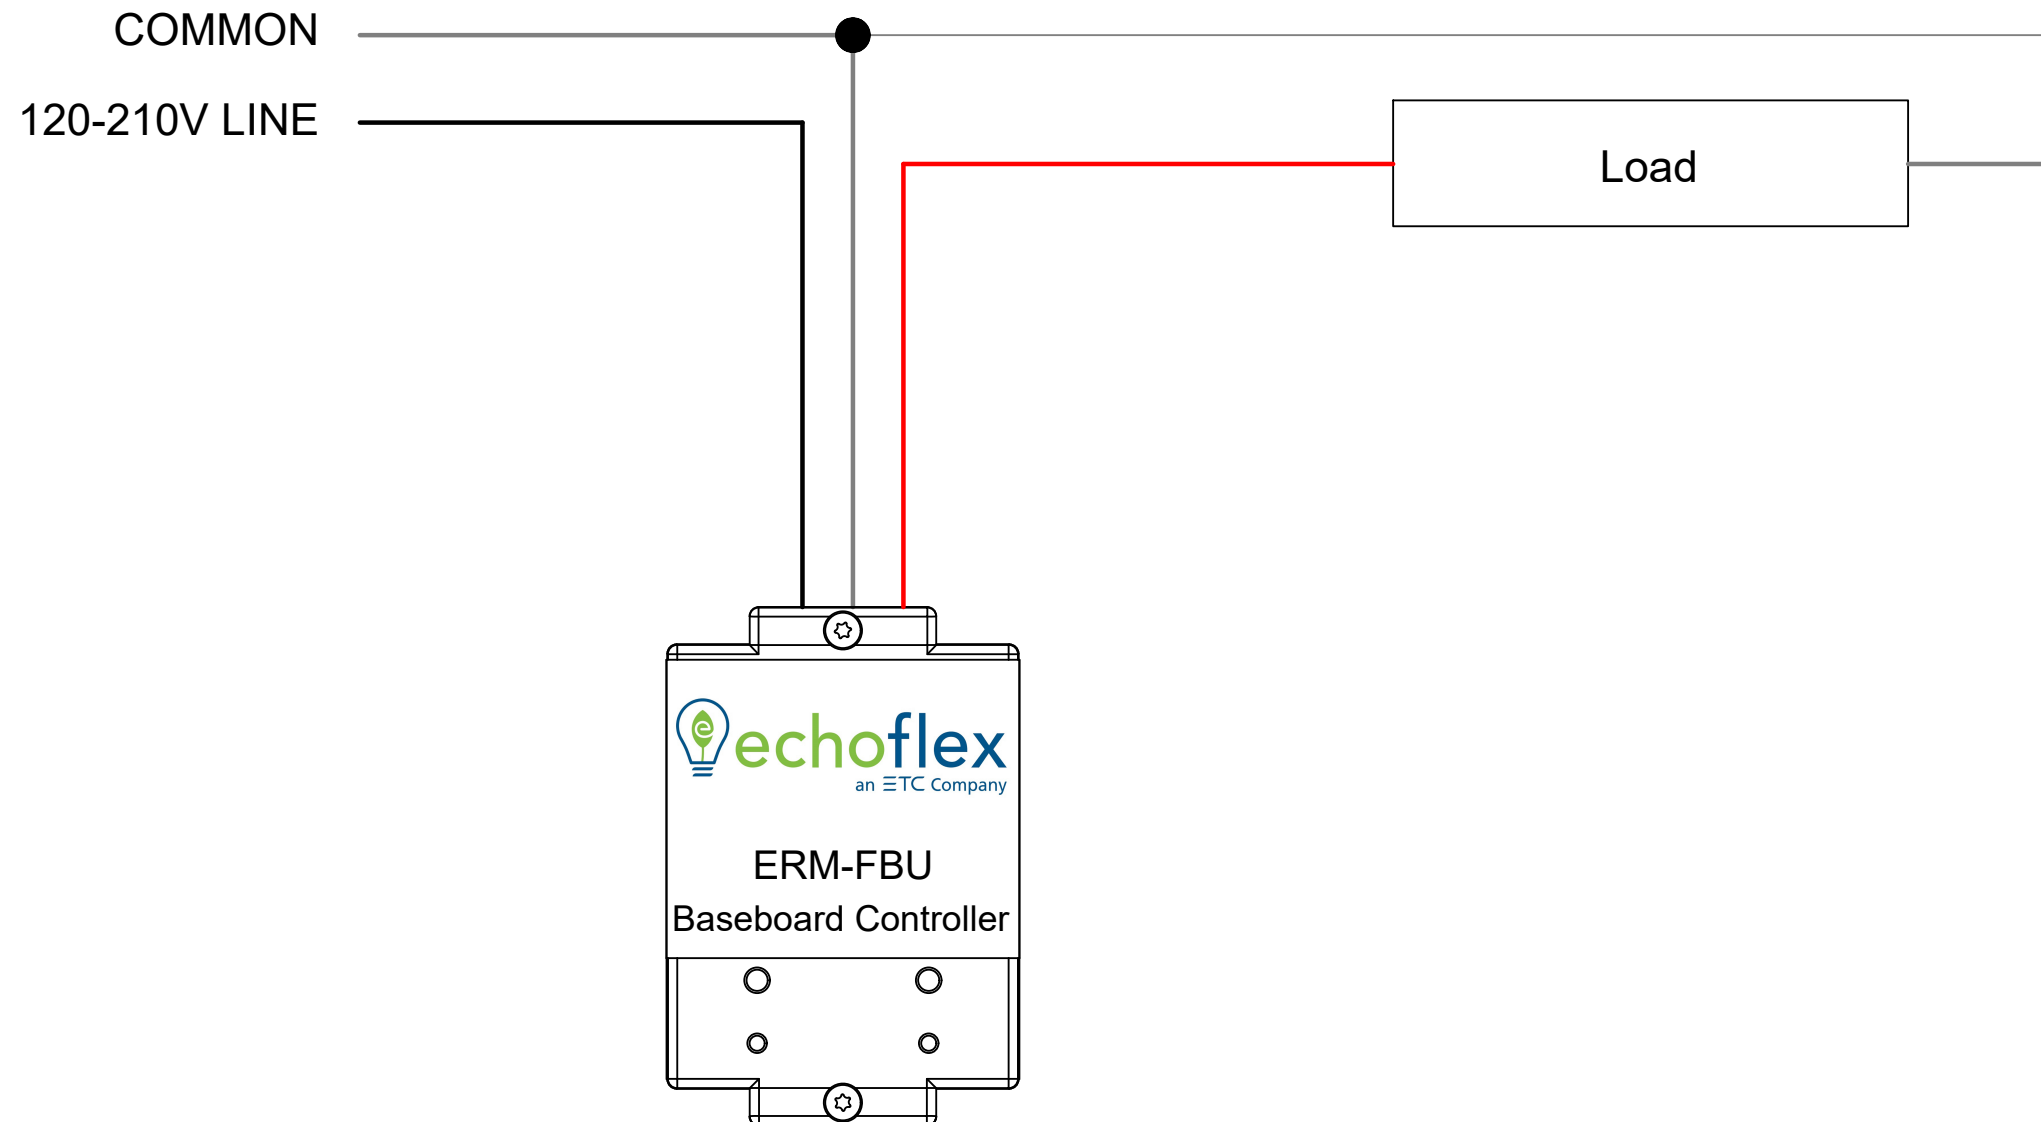 COMMON
120-210V LINE
Load
e echoflex
an ETC Company
ERM-FBU
Baseboard Controller